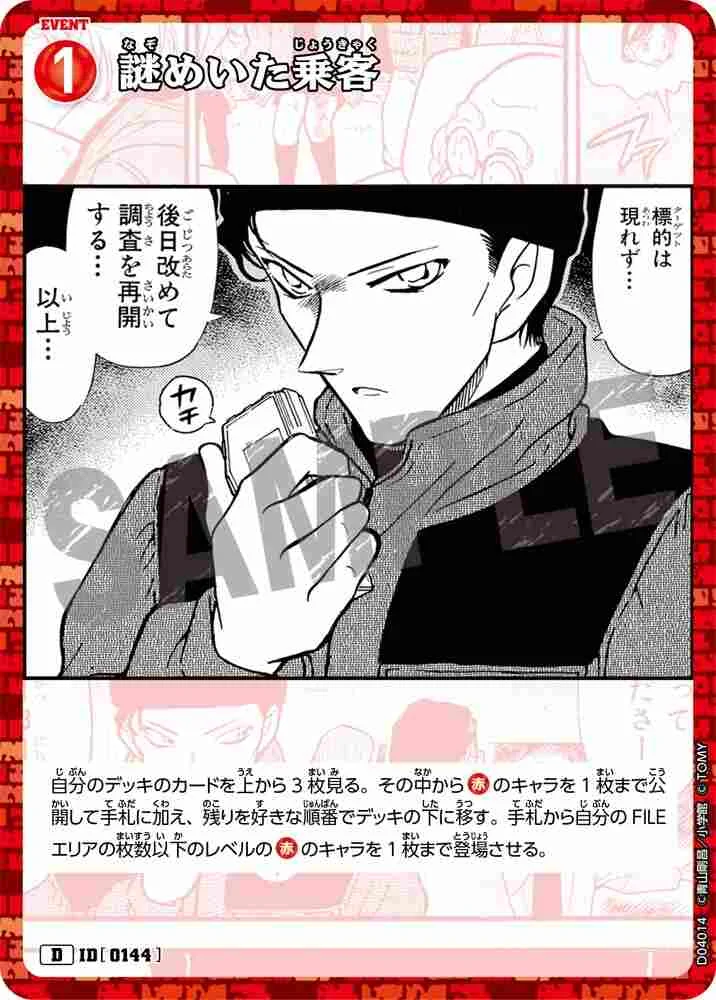 EVENT
1
謎めいた乗客
標的は
現れず…
後日改めて
調査を再開
する…
以上…
カチ
SAMPLE
って
ださー
自分のデッキのカードを上から3枚見る。その中から赤のキャラを1枚まで公
開して手札に加え、残りを好きな順番でデッキの下に移す。手札から自分のFILE
エリアの枚数以下のレベルの赤のキャラを1枚まで登場させる。
D ID[0144]
D04014 ©青山剛昌/小学館 ©TOMY